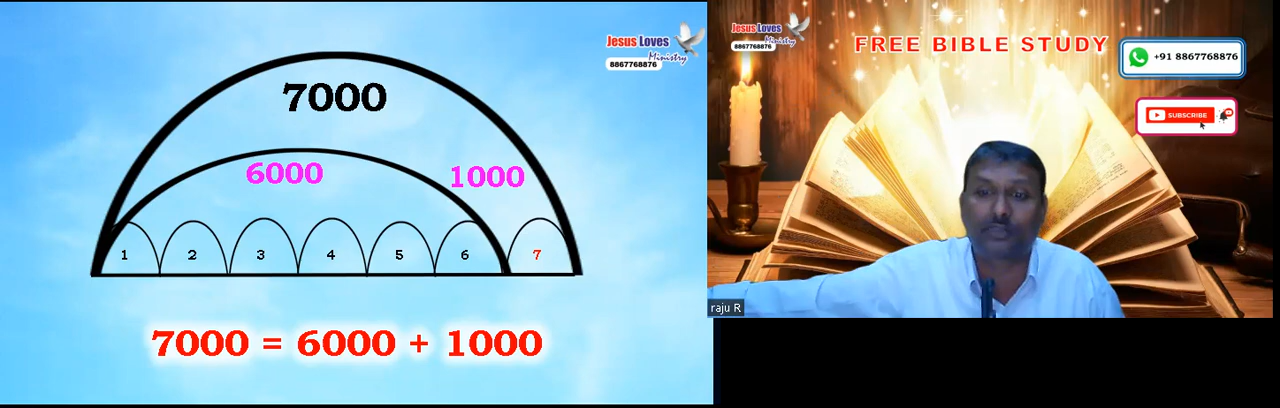 Jesus Loves
Ministry
8867768876
7000
6000
1000
1 2 3 4 5 6 7
7000 = 6000 + 1000
Jesus Loves
Ministry
8867768876
FREE BIBLE STUDY
+91 8867768876
SUBSCRIBE
raju R